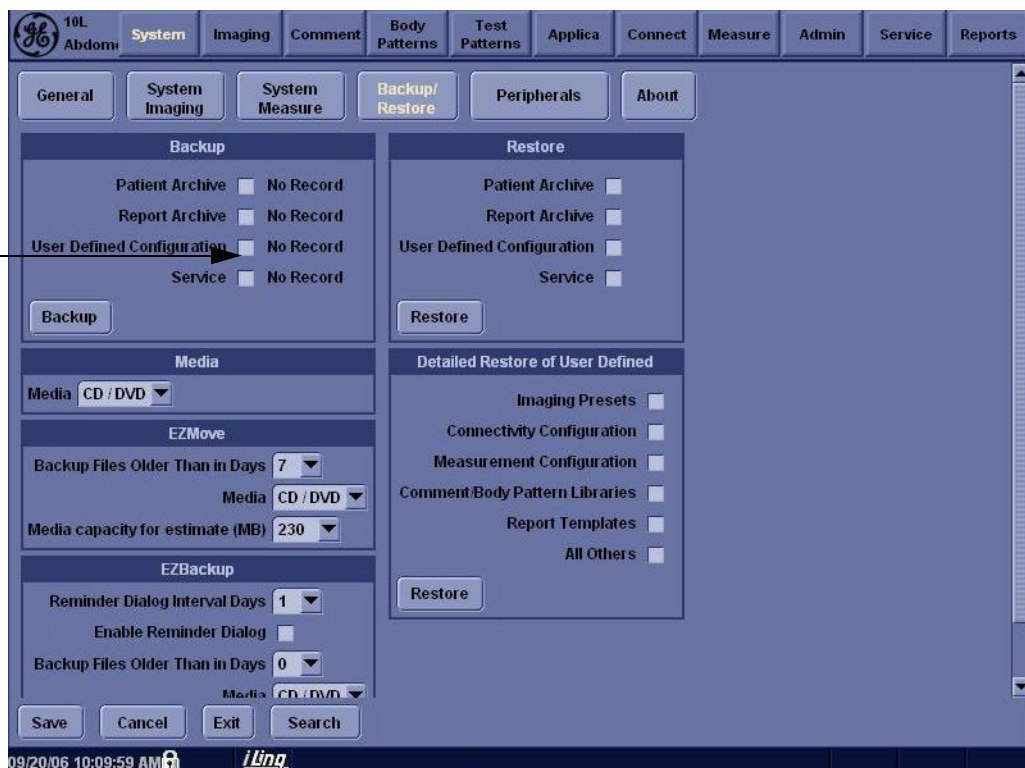 GE 10L
Abdom
System
Imaging
Comment
Body Patterns
Test Patterns
Applica
Connect
Measure
Admin
Service
Reports
General
System Imaging
System Measure
Backup/ Restore
Peripherals
About
Backup
Patient Archive No Record
Report Archive No Record
User Defined Configuration No Record
Service No Record
Backup
Restore
Patient Archive
Report Archive
User Defined Configuration
Service
Restore
Media
Media CD / DVD
EZMove
Backup Files Older Than in Days 7
Media CD / DVD
Media capacity for estimate (MB) 230
EZBackup
Reminder Dialog Interval Days 1
Enable Reminder Dialog
Backup Files Older Than in Days 0
Media CD / DVD
Detailed Restore of User Defined
Imaging Presets
Connectivity Configuration
Measurement Configuration
Comment/Body Pattern Libraries
Report Templates
All Others
Restore
Save
Cancel
Exit
Search
09/20/06 10:09:59 AM
iLinq